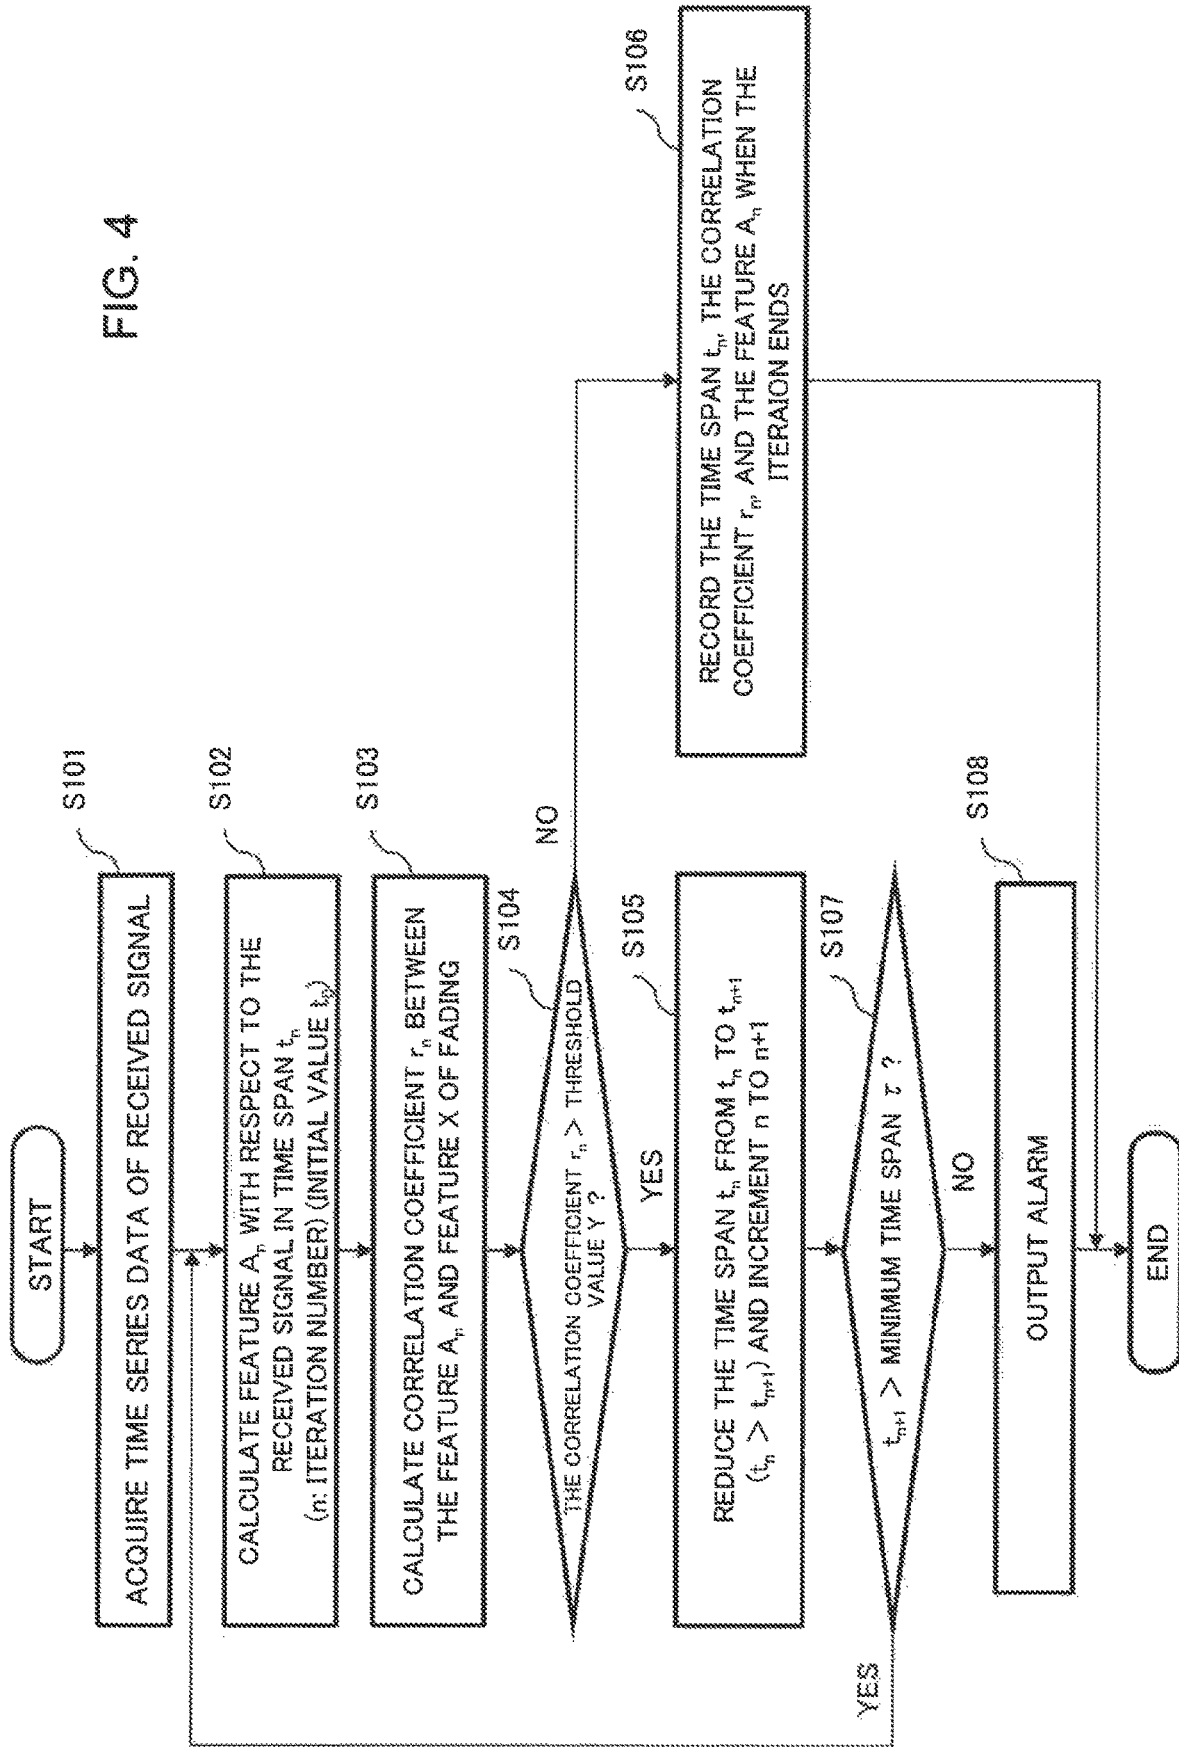 FIG. 4
START
S101
ACQUIRE TIME SERIES DATA OF RECEIVED SIGNAL
S102
CALCULATE FEATURE Aₙ WITH RESPECT TO THE
RECEIVED SIGNAL IN TIME SPAN tₙ
(n: ITERATION NUMBER) (INITIAL VALUE t₀)
S103
CALCULATE CORRELATION COEFFICIENT rₙ BETWEEN
THE FEATURE Aₙ AND FEATURE X OF FADING
S104
THE CORRELATION COEFFICIENT rₙ > THRESHOLD
VALUE Y ?
NO
YES
S105
REDUCE THE TIME SPAN tₙ FROM tₙ TO tₙ₊₁
(tₙ > tₙ₊₁) AND INCREMENT n TO n+1
S106
RECORD THE TIME SPAN tₙ, THE CORRELATION
COEFFICIENT rₙ, AND THE FEATURE Aₙ WHEN THE
ITERAION ENDS
S107
tₙ₊₁ > MINIMUM TIME SPAN τ ?
YES
NO
S108
OUTPUT ALARM
END